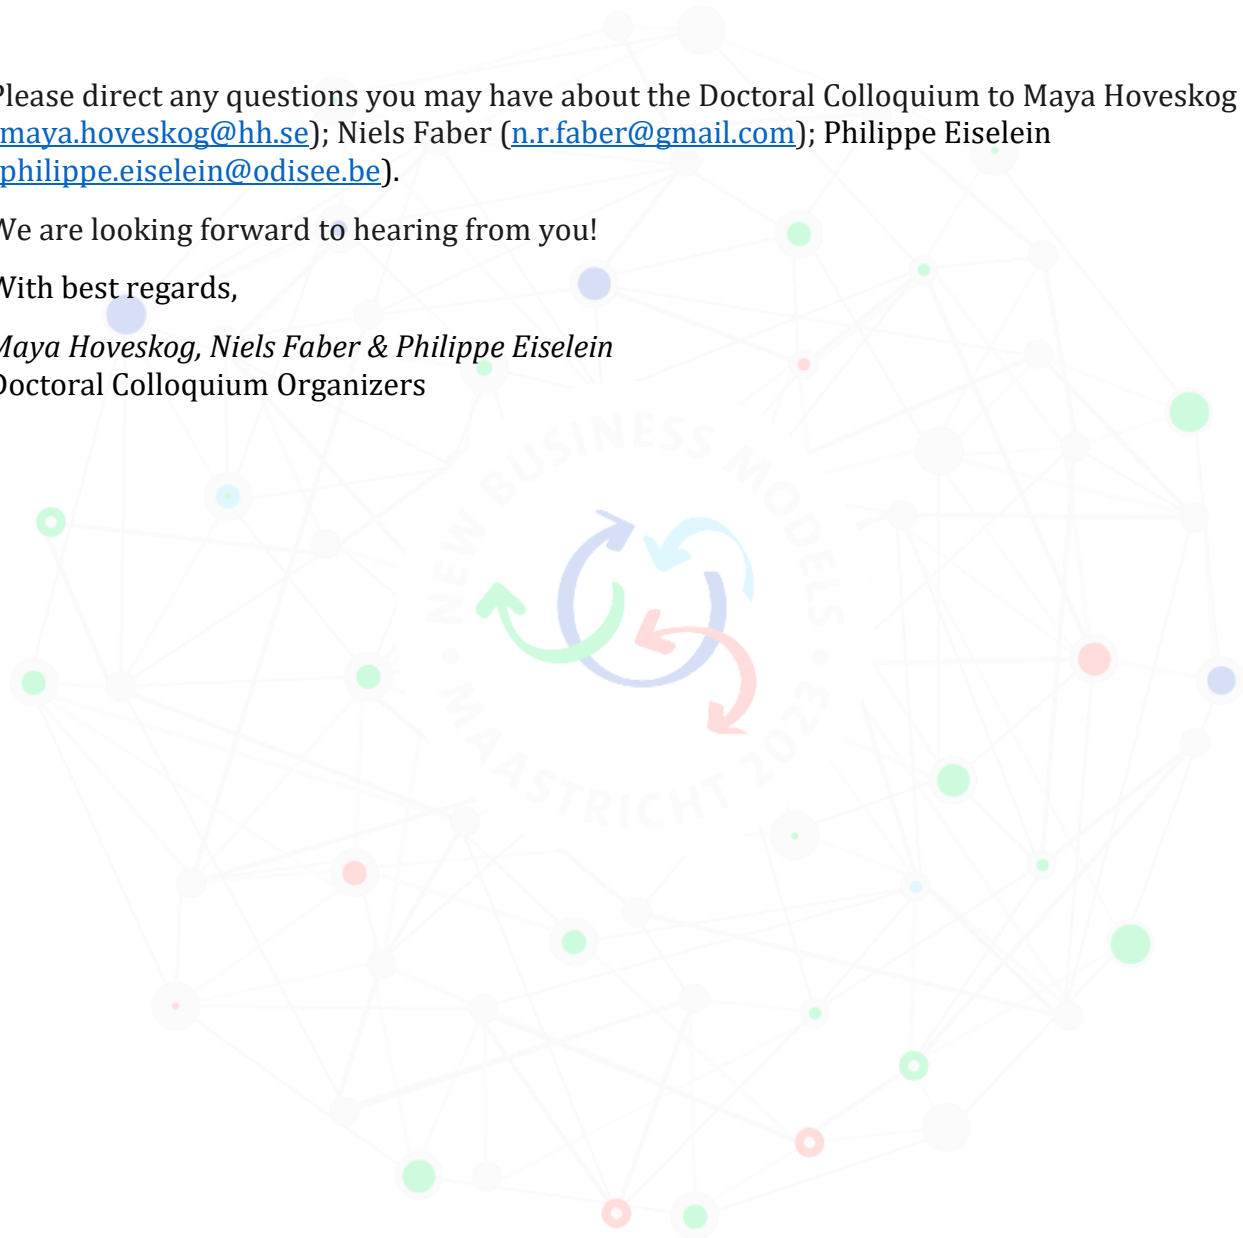 Please direct any questions you may have about the Doctoral Colloquium to Maya Hoveskog
maya.hoveskog@hh.se); Niels Faber (n.r.faber@gmail.com); Philippe Eiselein
philippe.eiselein@odisee.be).
We are looking forward to hearing from you!
With best regards,
Maya Hoveskog, Niels Faber & Philippe Eiselein
Doctoral Colloquium Organizers
• NEW BUSINESS MODELS •
MAASTRICHT 2023